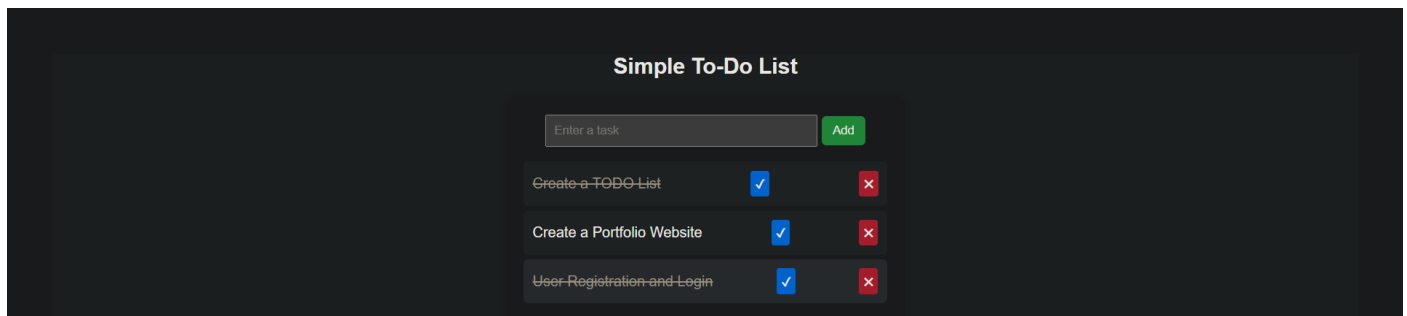 Simple To-Do List
Enter a task Add
Create a TODO List ✓ ✕
Create a Portfolio Website ✓ ✕
User Registration and Login ✓ ✕